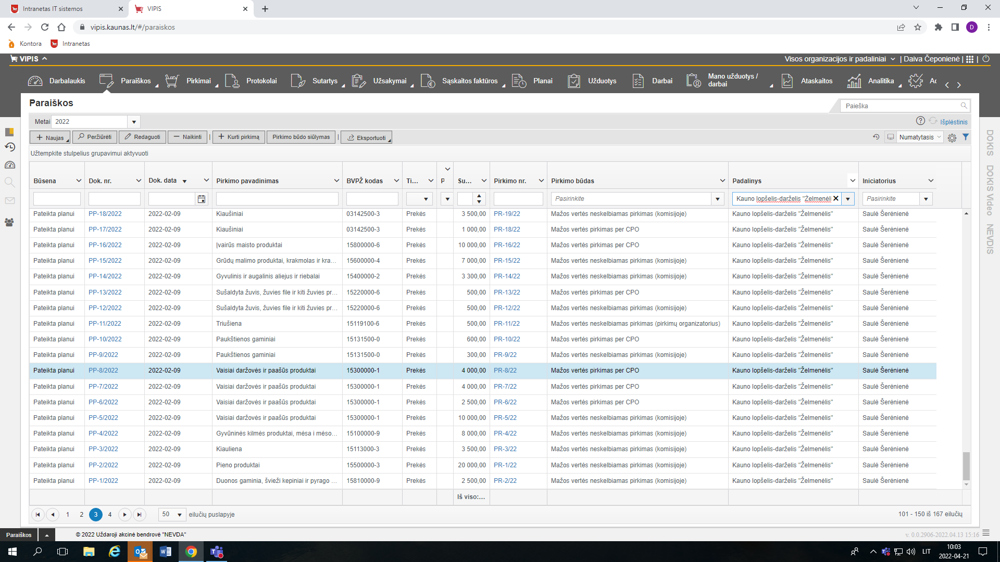 Intranetas IT sistemos
VIPIS
vipis.kaunas.lt/#/paraiskos
D
Kontora Intranetas
VIPIS Visos organizacijos ir padaliniai | Daiva Čeponienė | |
Darbalaukis Paraiškos Pirkimai Protokolai Sutartys Užsakymai Sąskaitos faktūros Planai Užduotys Darbai Mano užduotys / darbai Ataskaitos Analitika
Paraiškos
Paieška
Metai 2022
Išplėstinis
Naujas Peržiūrėti Redaguoti Naikinti | Kurti pirkimą Pirkimo būdo siūlymas | Eksportuoti Numatytasis
Užtempkite stulpelius grupavimui aktyvuoti
Būsena Dok. nr. Dok. data Pirkimo pavadinimas BVPŽ kodas Ti... P Su... Pirkimo nr. Pirkimo būdas Padalinys Iniciatorius
Pasirinkite Kauno lopšelis-darželis "Želmenėli Pasirinkite
Pateikta planui PP-18/2022 2022-02-09 Kiaušiniai 03142500-3 Prekės 3 500,00 PR-19/22 Mažos vertės neskelbiamas pirkimas (komisijoje) Kauno lopšelis-darželis "Želmenėlis" Saulė Šerėnienė
Pateikta planui PP-17/2022 2022-02-09 Kiaušiniai 03142500-3 Prekės 1 000,00 PR-18/22 Mažos vertės pirkimas per CPO Kauno lopšelis-darželis "Želmenėlis" Saulė Šerėnienė
Pateikta planui PP-16/2022 2022-02-09 Įvairūs maisto produktai 15800000-6 Prekės 10 000,00 PR-16/22 Mažos vertės pirkimas per CPO Kauno lopšelis-darželis "Želmenėlis" Saulė Šerėnienė
Pateikta planui PP-15/2022 2022-02-09 Grūdų malimo produktai, krakmolas ir kra... 15600000-4 Prekės 7 000,00 PR-15/22 Mažos vertės neskelbiamas pirkimas (komisijoje) Kauno lopšelis-darželis "Želmenėlis" Saulė Šerėnienė
Pateikta planui PP-14/2022 2022-02-09 Gyvulinis ir augalinis aliejus ir riebalai 15400000-2 Prekės 3 300,00 PR-14/22 Mažos vertės neskelbiamas pirkimas (komisijoje) Kauno lopšelis-darželis "Želmenėlis" Saulė Šerėnienė
Pateikta planui PP-13/2022 2022-02-09 Sušaldyta žuvis, žuvies file ir kiti žuvies pr... 15220000-6 Prekės 500,00 PR-13/22 Mažos vertės pirkimas per CPO Kauno lopšelis-darželis "Želmenėlis" Saulė Šerėnienė
Pateikta planui PP-12/2022 2022-02-09 Sušaldyta žuvis, žuvies file ir kiti žuvies pr... 15220000-6 Prekės 500,00 PR-12/22 Mažos vertės neskelbiamas pirkimas (komisijoje) Kauno lopšelis-darželis "Želmenėlis" Saulė Šerėnienė
Pateikta planui PP-11/2022 2022-02-09 Triušiena 15119100-6 Prekės 500,00 PR-11/22 Mažos vertės neskelbiamas pirkimas (pirkimų organizatorius) Kauno lopšelis-darželis "Želmenėlis" Saulė Šerėnienė
Pateikta planui PP-10/2022 2022-02-09 Paukštienos gaminiai 15131500-0 Prekės 600,00 PR-10/22 Mažos vertės pirkimas per CPO Kauno lopšelis-darželis "Želmenėlis" Saulė Šerėnienė
Pateikta planui PP-9/2022 2022-02-09 Paukštienos gaminiai 15131500-0 Prekės 300,00 PR-9/22 Mažos vertės neskelbiamas pirkimas (komisijoje) Kauno lopšelis-darželis "Želmenėlis" Saulė Šerėnienė
Pateikta planui PP-8/2022 2022-02-09 Vaisiai daržovės ir paašūs produktai 15300000-1 Prekės 4 000,00 PR-8/22 Mažos vertės pirkimas per CPO Kauno lopšelis-darželis "Želmenėlis" Saulė Šerėnienė
Pateikta planui PP-7/2022 2022-02-09 Vaisiai daržovės ir paašūs produktai 15300000-1 Prekės 4 000,00 PR-7/22 Mažos vertės pirkimas per CPO Kauno lopšelis-darželis "Želmenėlis" Saulė Šerėnienė
Pateikta planui PP-6/2022 2022-02-09 Vaisiai daržovės ir paašūs produktai 15300000-1 Prekės 2 500,00 PR-6/22 Mažos vertės pirkimas per CPO Kauno lopšelis-darželis "Želmenėlis" Saulė Šerėnienė
Pateikta planui PP-5/2022 2022-02-09 Vaisiai daržovės ir paašūs produktai 15300000-1 Prekės 10 000,00 PR-5/22 Mažos vertės neskelbiamas pirkimas (komisijoje) Kauno lopšelis-darželis "Želmenėlis" Saulė Šerėnienė
Pateikta planui PP-4/2022 2022-02-09 Gyvūninės kilmės produktai, mėsa i mėso... 15100000-9 Prekės 8 000,00 PR-4/22 Mažos vertės neskelbiamas pirkimas (komisijoje) Kauno lopšelis-darželis "Želmenėlis" Saulė Šerėnienė
Pateikta planui PP-3/2022 2022-02-09 Kiauliena 15113000-3 Prekės 3 500,00 PR-3/22 Mažos vertės neskelbiamas pirkimas (komisijoje) Kauno lopšelis-darželis "Želmenėlis" Saulė Šerėnienė
Pateikta planui PP-2/2022 2022-02-09 Pieno produktai 15500000-3 Prekės 20 000,00 PR-1/22 Mažos vertės neskelbiamas pirkimas (komisijoje) Kauno lopšelis-darželis "Želmenėlis" Saulė Šerėnienė
Pateikta planui PP-1/2022 2022-02-09 Duonos gaminia, švieži kepiniai ir pyrago ... 15810000-9 Prekės 2 500,00 PR-2/22 Mažos vertės neskelbiamas pirkimas (komisijoje) Kauno lopšelis-darželis "Želmenėlis" Saulė Šerėnienė
Iš viso:...
1 2 3 4 50 eilučių puslapyje 101 - 150 iš 167 eilučių
DOKIS
DOKIS Video
NEVDIS
Paraiškos © 2022 Uždaroji akcinė bendrovė "NEVDA" v. 0.0.2906-2022.04.13 15:16
LIT 10:03
2022-04-21